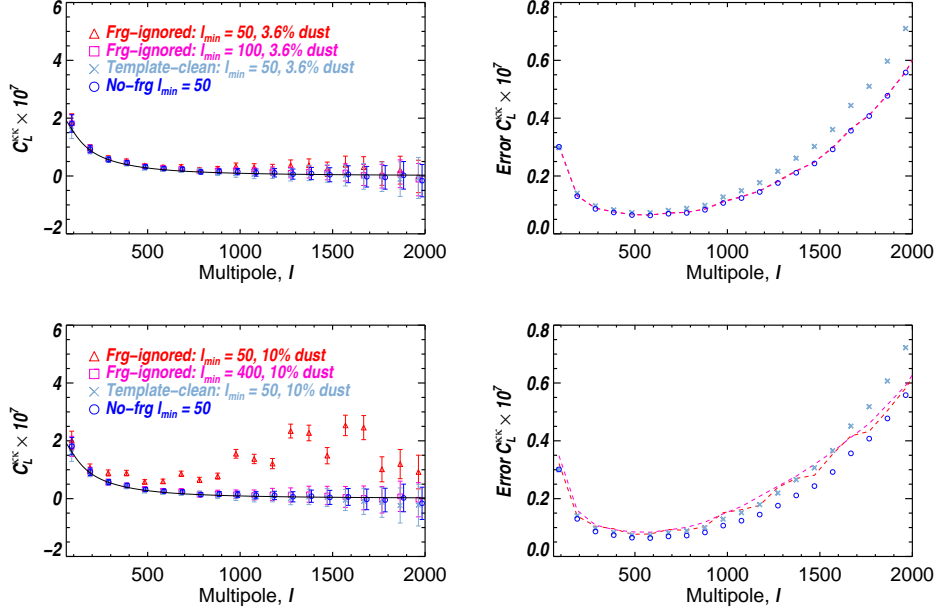 6
4
2
0
−2
C_L^κκ × 10^7
Frg-ignored: l_min = 50, 3.6% dust
Frg-ignored: l_min = 100, 3.6% dust
Template-clean: l_min = 50, 3.6% dust
No-frg l_min = 50
500 1000 1500 2000
Multipole, l
0.8
0.6
0.4
0.2
0.0
Error C_L^κκ × 10^7
500 1000 1500 2000
Multipole, l
6
4
2
0
−2
C_L^κκ × 10^7
Frg-ignored: l_min = 50, 10% dust
Frg-ignored: l_min = 400, 10% dust
Template-clean: l_min = 50, 10% dust
No-frg l_min = 50
500 1000 1500 2000
Multipole, l
0.8
0.6
0.4
0.2
0.0
Error C_L^κκ × 10^7
500 1000 1500 2000
Multipole, l